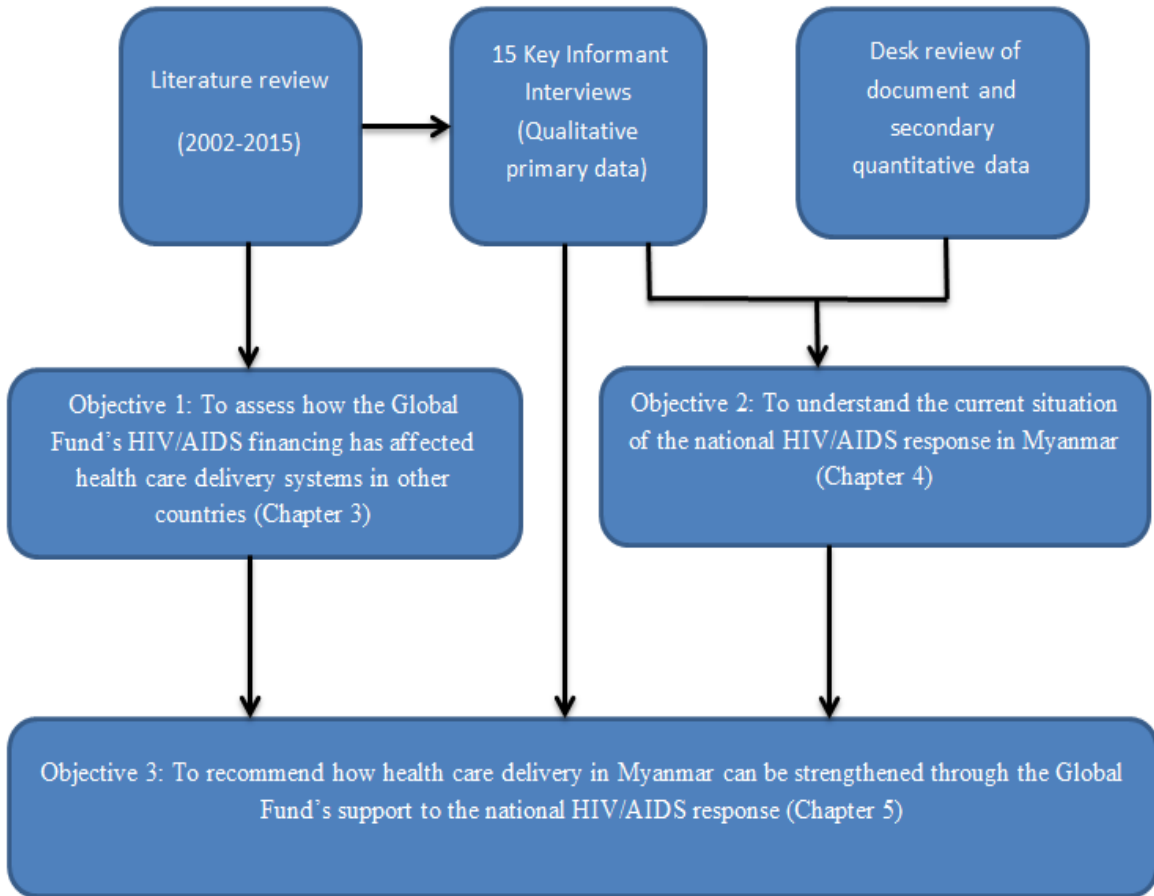 Literature review
(2002-2015)
15 Key Informant
Interviews
(Qualitative
primary data)
Desk review of
document and
secondary
quantitative data
Objective 1: To assess how the Global
Fund’s HIV/AIDS financing has affected
health care delivery systems in other
countries (Chapter 3)
Objective 2: To understand the current situation
of the national HIV/AIDS response in Myanmar
(Chapter 4)
Objective 3: To recommend how health care delivery in Myanmar can be strengthened through the Global
Fund’s support to the national HIV/AIDS response (Chapter 5)